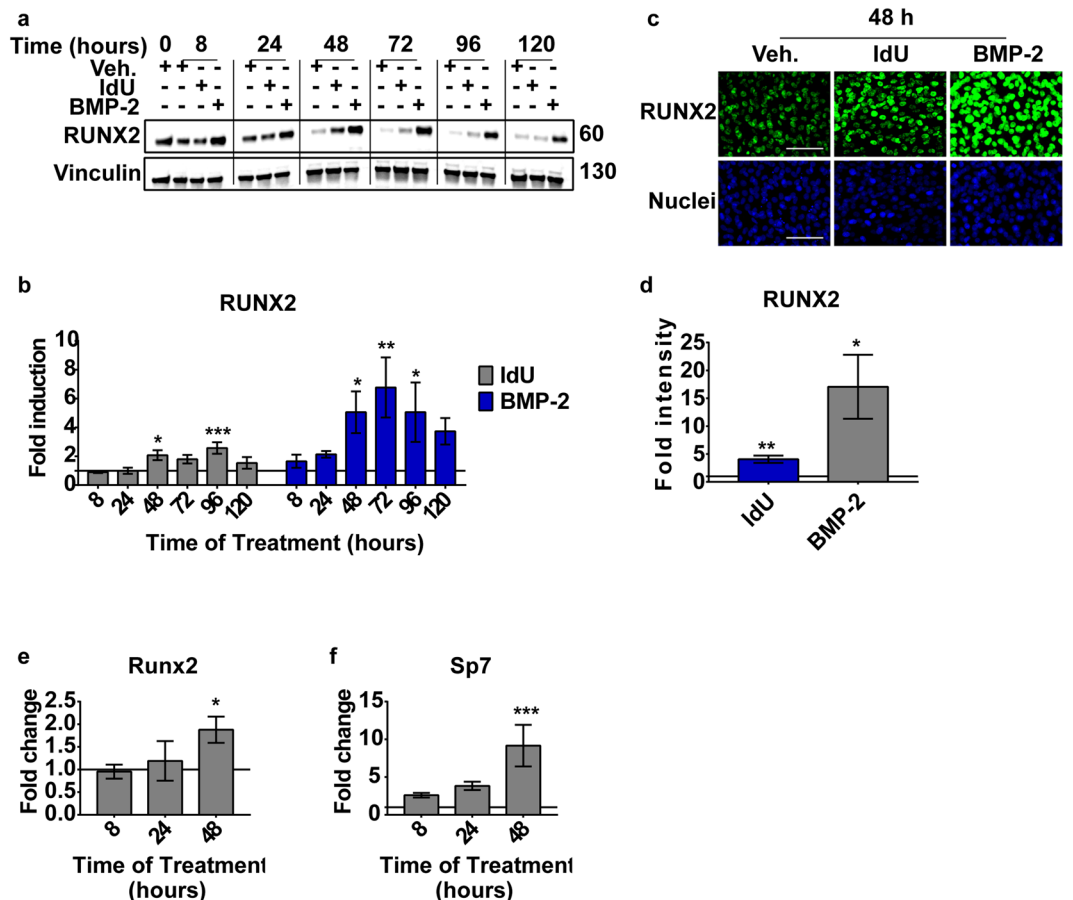 a
Time (hours) 0 8 24 48 72 96 120
Veh. + + - - + - - + - - + - - + - - + - -
IdU - - + - - + - - + - - + - - + - - + -
BMP-2 - - - + - - + - - + - - + - - + - - +
RUNX2 60
Vinculin 130
c
48 h
Veh. IdU BMP-2
RUNX2
Nuclei
b
RUNX2
Fold induction
10
8
6
4
2
0
* *** * ** *
8 24 48 72 96 120 8 24 48 72 96 120
Time of Treatment (hours)
IdU
BMP-2
d
RUNX2
Fold intensity
25
20
15
10
5
0
** *
IdU BMP-2
e
Runx2
Fold change
2.5
2.0
1.5
1.0
0.5
0.0
*
8 24 48
Time of Treatment
(hours)
f
Sp7
Fold change
15
10
5
0
***
8 24 48
Time of Treatment
(hours)